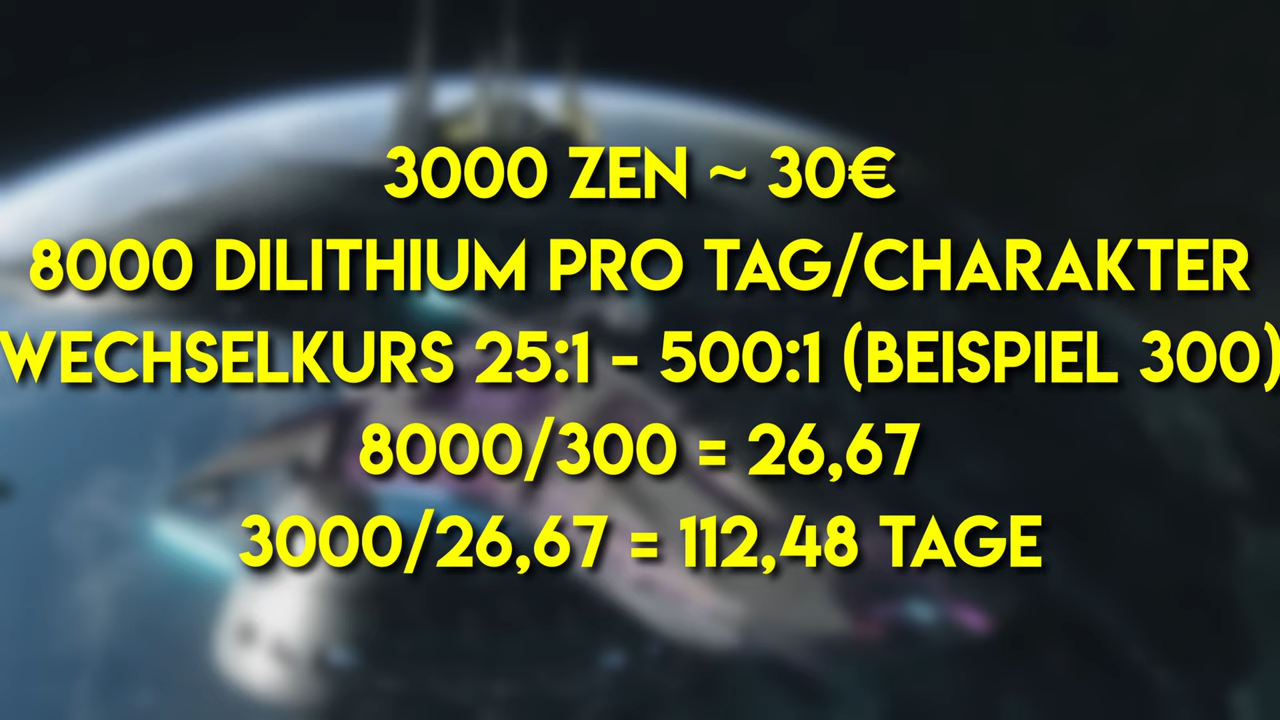 3000 ZEN ~ 30€
8000 DILITHIUM PRO TAG/CHARAKTER
WECHSELKURS 25:1 - 500:1 (BEISPIEL 300)
8000/300 = 26,67
3000/26,67 = 112,48 TAGE